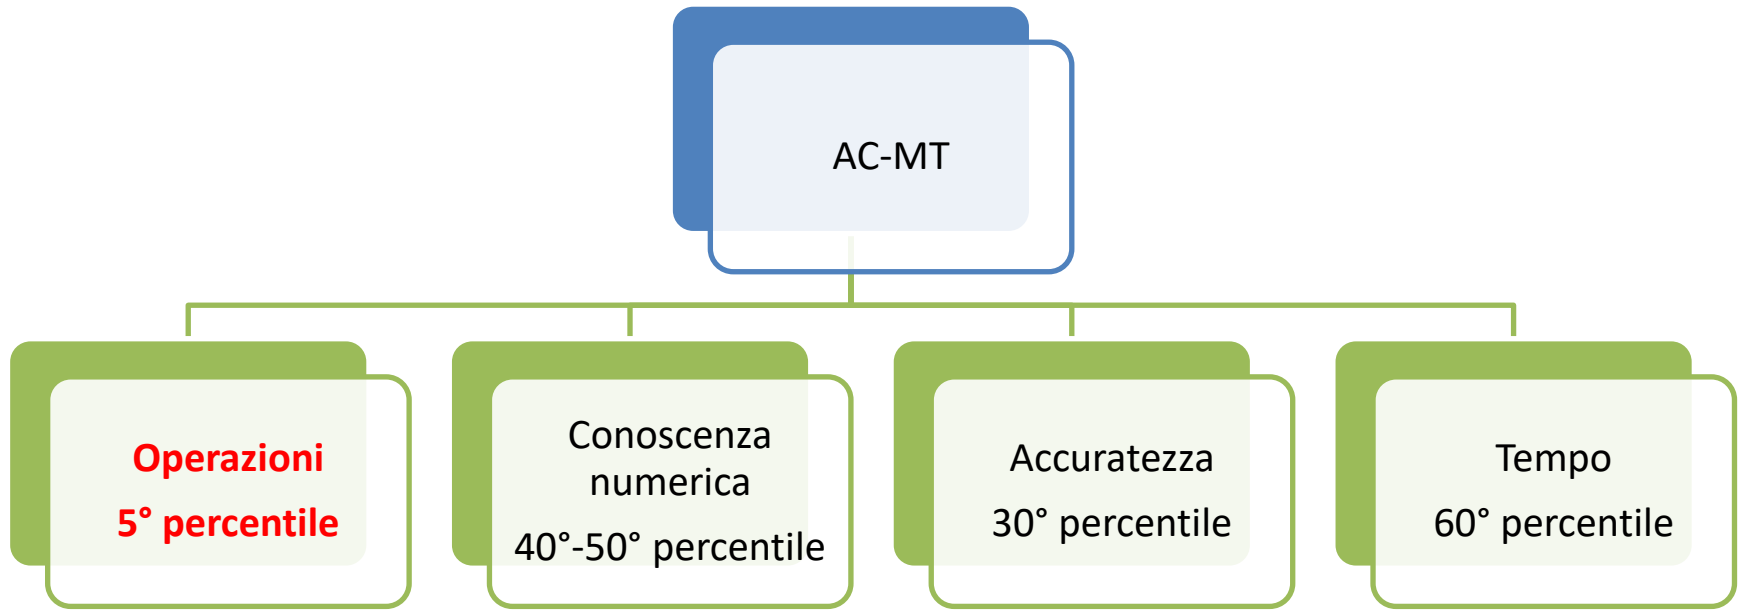 AC-MT
Operazioni
5° percentile
Conoscenza
numerica
40°-50° percentile
Accuratezza
30° percentile
Tempo
60° percentile